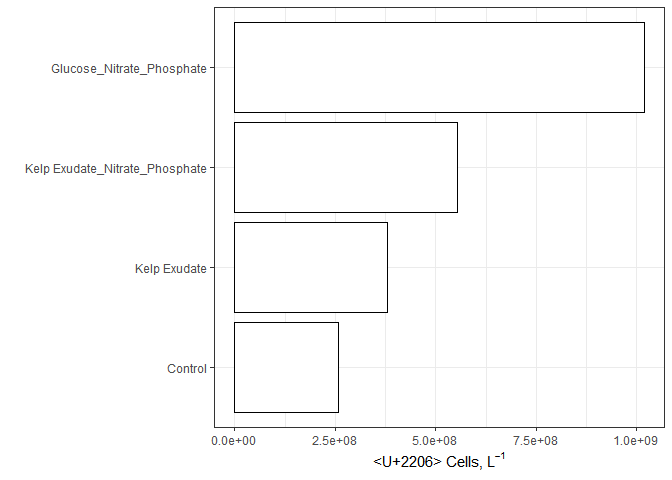 Glucose_Nitrate_Phosphate
Kelp Exudate_Nitrate_Phosphate
Kelp Exudate
Control
0.0e+00 2.5e+08 5.0e+08 7.5e+08 1.0e+09
<U+2206> Cells, L⁻¹